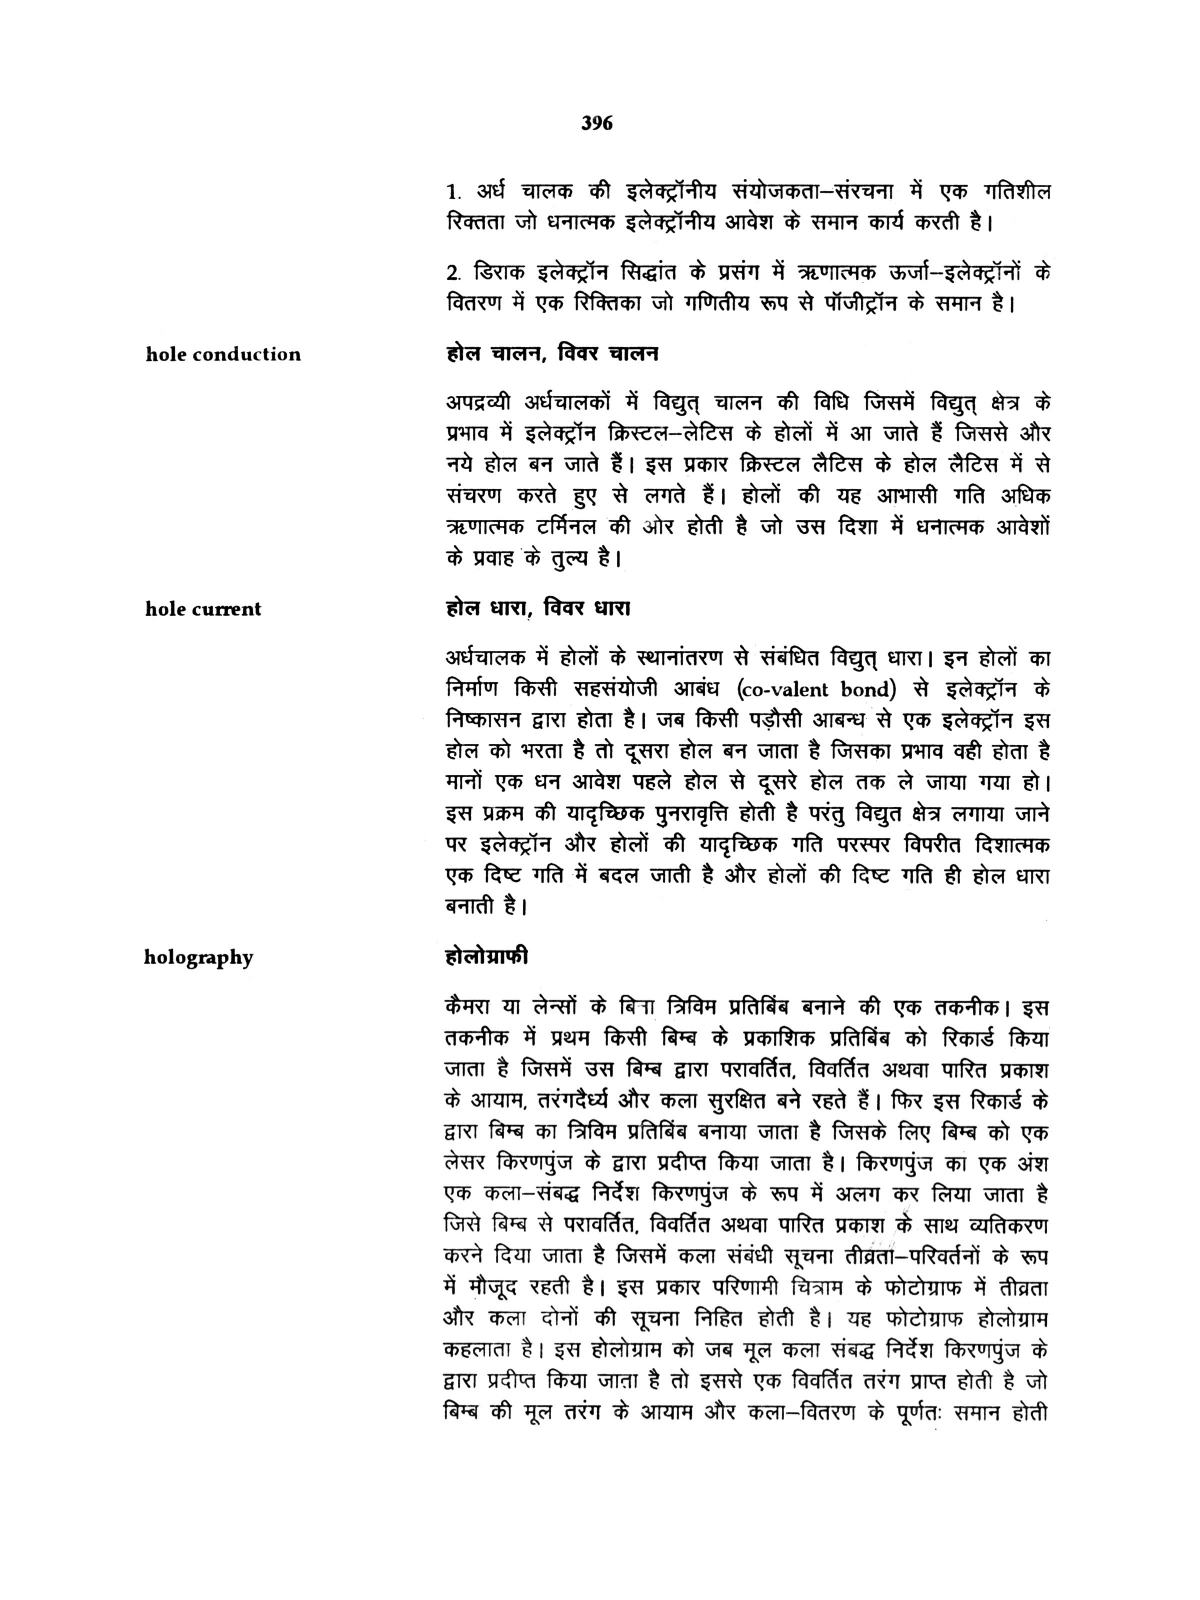 396
1. अर्ध चालक की इलेक्ट्रॉनीय संयोजकता–संरचना में एक गतिशील
रिक्तता जो धनात्मक इलेक्ट्रॉनीय आवेश के समान कार्य करती है।
2. डिराक इलेक्ट्रॉन सिद्धांत के प्रसंग में ऋणात्मक ऊर्जा–इलेक्ट्रॉनों के
वितरण में एक रिक्तिका जो गणितीय रूप से पॉजीट्रॉन के समान है।
hole conduction होल चालन, विवर चालन
अपद्रव्यी अर्धचालकों में विद्युत् चालन की विधि जिसमें विद्युत् क्षेत्र के
प्रभाव में इलेक्ट्रॉन क्रिस्टल–लेटिस के होलों में आ जाते हैं जिससे और
नये होल बन जाते हैं। इस प्रकार क्रिस्टल लैटिस के होल लैटिस में से
संचरण करते हुए से लगते हैं। होलों की यह आभासी गति अधिक
ऋणात्मक टर्मिनल की ओर होती है जो उस दिशा में धनात्मक आवेशों
के प्रवाह के तुल्य है।
hole current होल धारा, विवर धारा
अर्धचालक में होलों के स्थानांतरण से संबंधित विद्युत् धारा। इन होलों का
निर्माण किसी सहसंयोजी आबंध (co-valent bond) से इलेक्ट्रॉन के
निष्कासन द्वारा होता है। जब किसी पड़ौसी आबन्ध से एक इलेक्ट्रॉन इस
होल को भरता है तो दूसरा होल बन जाता है जिसका प्रभाव वही होता है
मानों एक धन आवेश पहले होल से दूसरे होल तक ले जाया गया हो।
इस प्रक्रम की यादृच्छिक पुनरावृत्ति होती है परंतु विद्युत क्षेत्र लगाया जाने
पर इलेक्ट्रॉन और होलों की यादृच्छिक गति परस्पर विपरीत दिशात्मक
एक दिष्ट गति में बदल जाती है और होलों की दिष्ट गति ही होल धारा
बनाती है।
holography होलोग्राफी
कैमरा या लेन्सों के बिना त्रिविम प्रतिबिंब बनाने की एक तकनीक। इस
तकनीक में प्रथम किसी बिम्ब के प्रकाशिक प्रतिबिंब को रिकार्ड किया
जाता है जिसमें उस बिम्ब द्वारा परावर्तित, विवर्तित अथवा पारित प्रकाश
के आयाम, तरंगदैर्ध्य और कला सुरक्षित बने रहते हैं। फिर इस रिकार्ड के
द्वारा बिम्ब का त्रिविम प्रतिबिंब बनाया जाता है जिसके लिए बिम्ब को एक
लेसर किरणपुंज के द्वारा प्रदीप्त किया जाता है। किरणपुंज का एक अंश
एक कला–संबद्ध निर्देश किरणपुंज के रूप में अलग कर लिया जाता है
जिसे बिम्ब से परावर्तित, विवर्तित अथवा पारित प्रकाश के साथ व्यतिकरण
करने दिया जाता है जिसमें कला संबंधी सूचना तीव्रता–परिवर्तनों के रूप
में मौजूद रहती है। इस प्रकार परिणामी चित्राम के फोटोग्राफ में तीव्रता
और कला दोनों की सूचना निहित होती है। यह फोटोग्राफ होलोग्राम
कहलाता है। इस होलोग्राम को जब मूल कला संबद्ध निर्देश किरणपुंज के
द्वारा प्रदीप्त किया जाता है तो इससे एक विवर्तित तरंग प्राप्त होती है जो
बिम्ब की मूल तरंग के आयाम और कला–वितरण के पूर्णतः समान होती